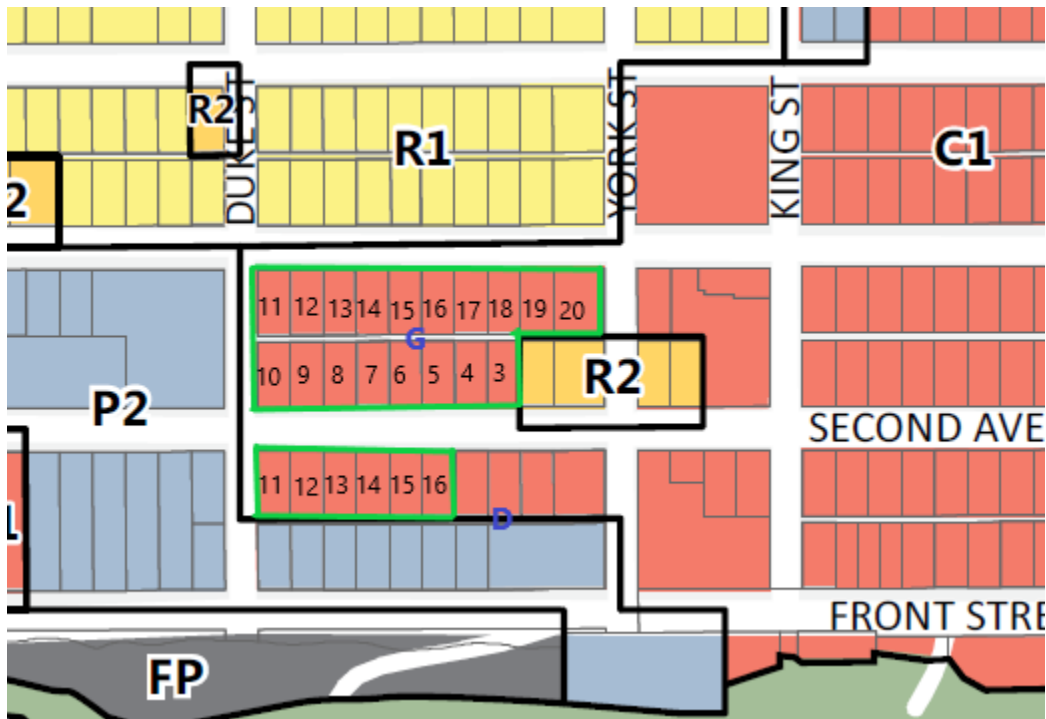 R2
DUKE ST
R1
YORK ST
KING ST
C1
2
11 12 13 14 15 16 17 18 19 20
G
10 9 8 7 6 5 4 3
R2
P2
SECOND AVE
11 12 13 14 15 16
D
1
FRONT STRE
FP